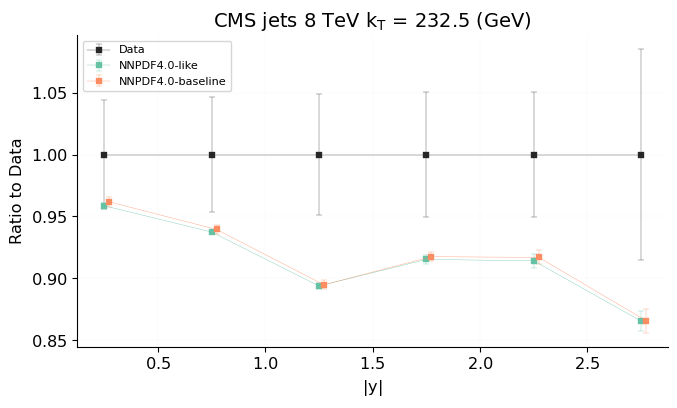 CMS jets 8 TeV k_T = 232.5 (GeV)
Data
NNPDF4.0-like
NNPDF4.0-baseline
Ratio to Data
1.05
1.00
0.95
0.90
0.85
0.5 1.0 1.5 2.0 2.5
|y|